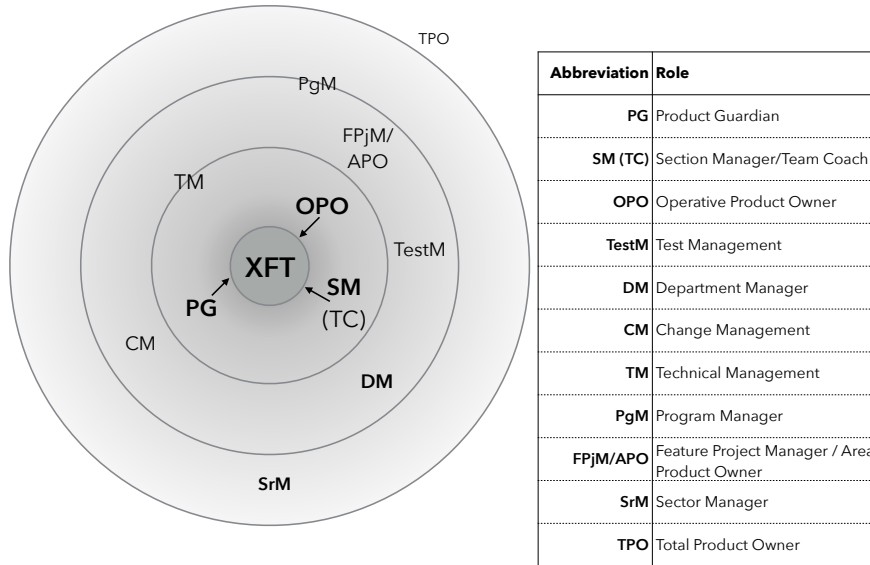 TPO
PgM
FPjM/
APO
TM
OPO
TestM
XFT
SM
(TC)
PG
CM
DM
SrM
Abbreviation Role
PG Product Guardian
SM (TC) Section Manager/Team Coach
OPO Operative Product Owner
TestM Test Management
DM Department Manager
CM Change Management
TM Technical Management
PgM Program Manager
FPjM/APO Feature Project Manager / Area
Product Owner
SrM Sector Manager
TPO Total Product Owner